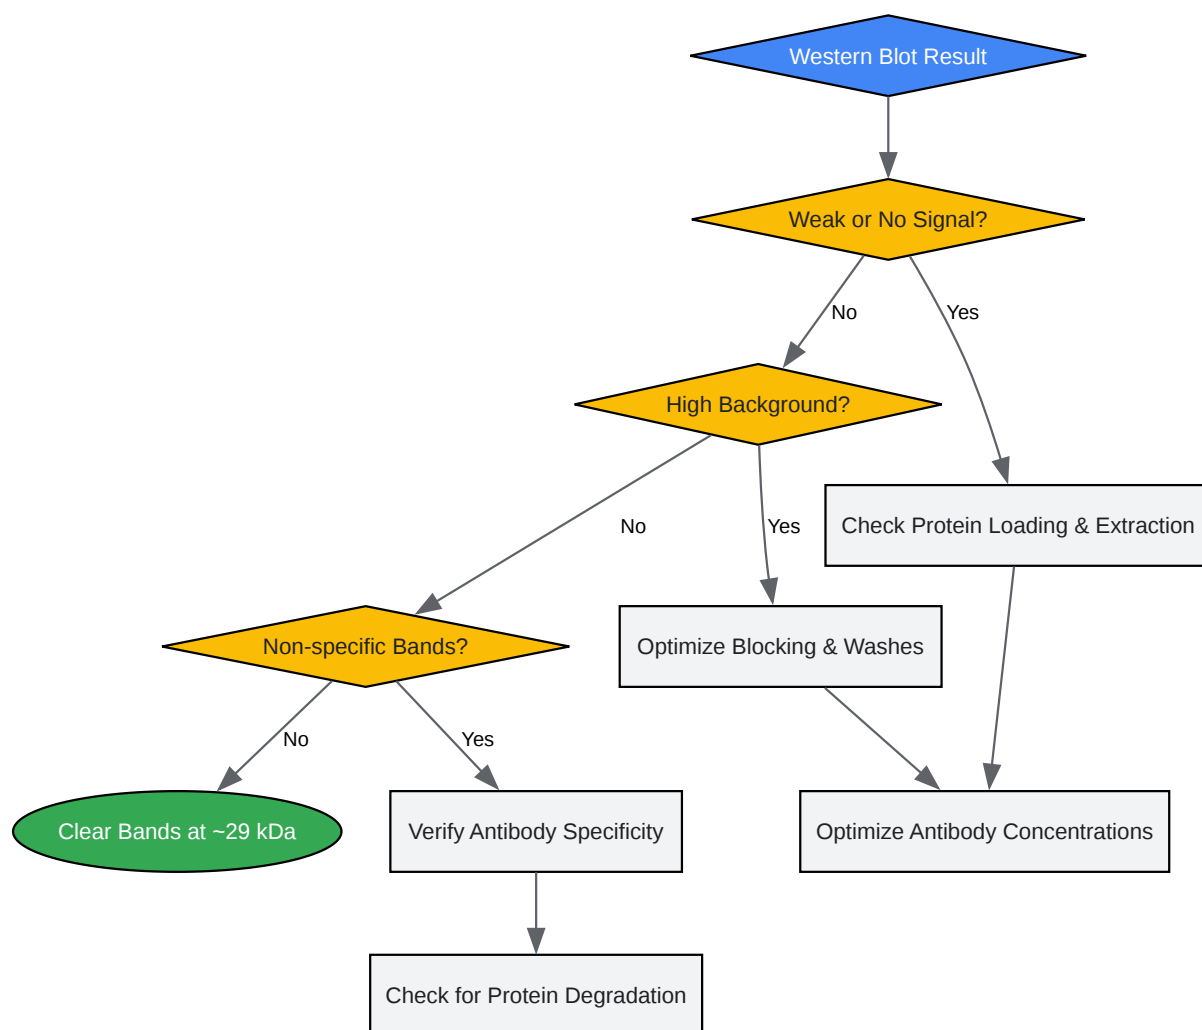 Western Blot Result
Weak or No Signal?
No
Yes
High Background?
Check Protein Loading & Extraction
No
Yes
Non-specific Bands?
Optimize Blocking & Washes
No
Yes
Clear Bands at ~29 kDa
Verify Antibody Specificity
Optimize Antibody Concentrations
Check for Protein Degradation